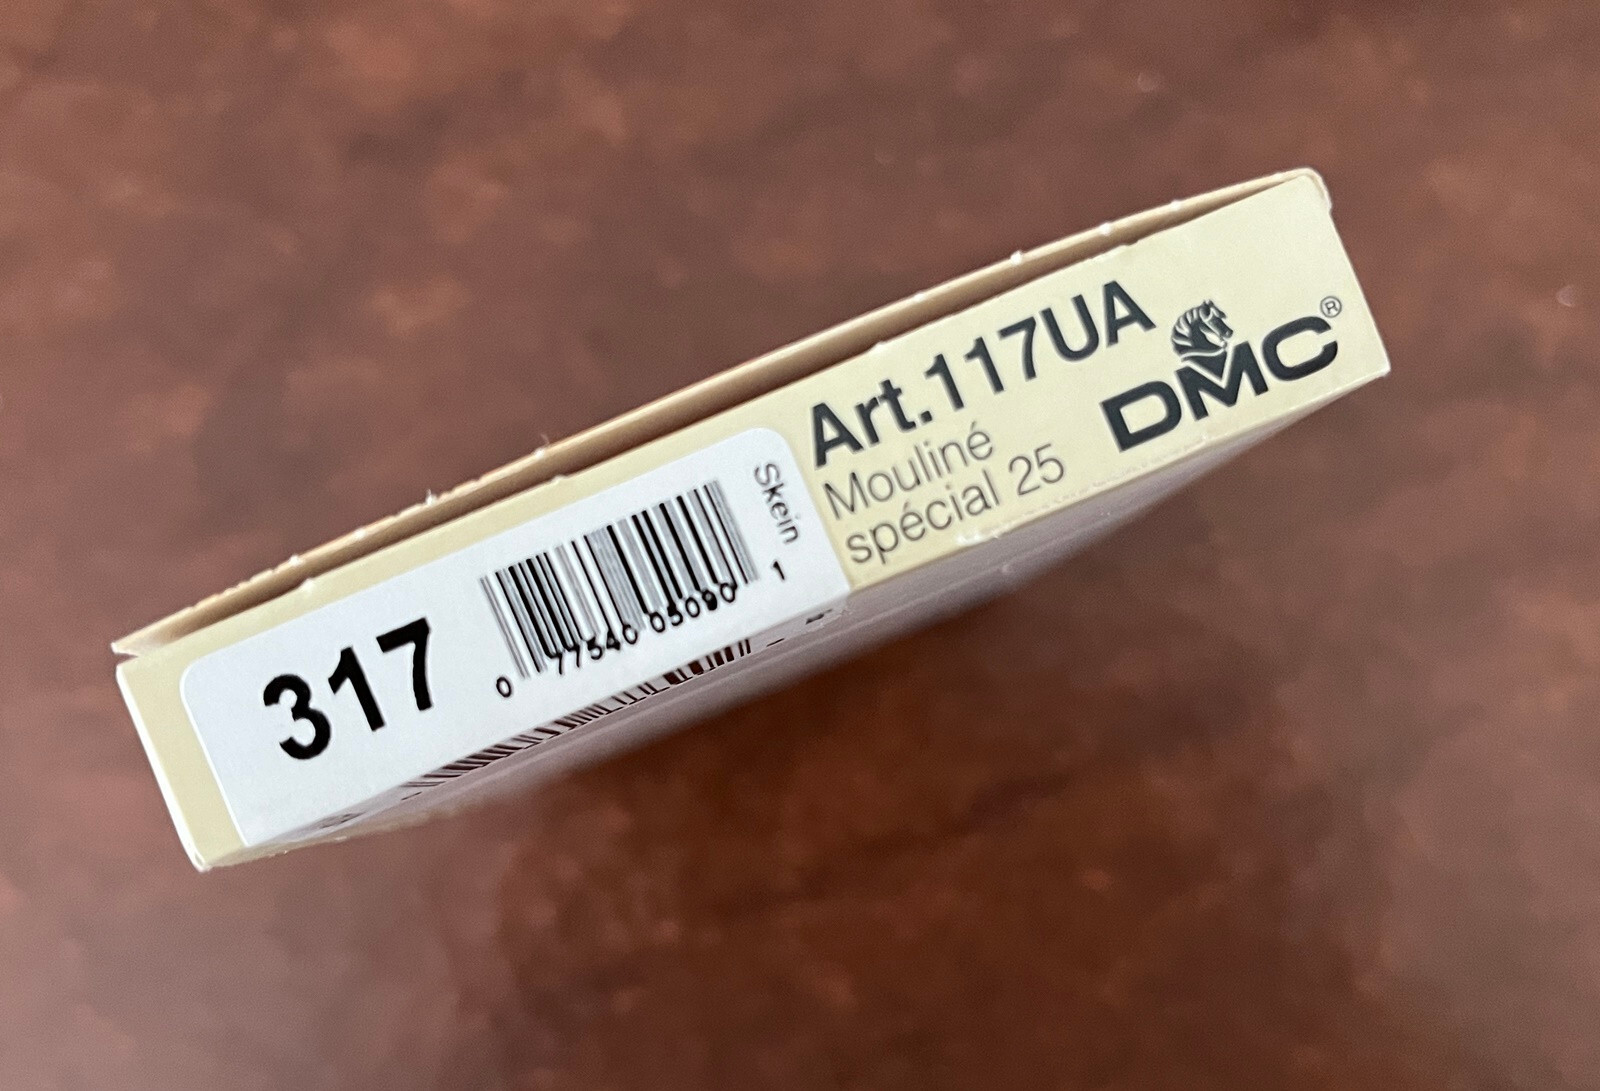 317
Skein
0 77540 05090 1
Art.117UA
Mouliné
spécial 25
DMC®